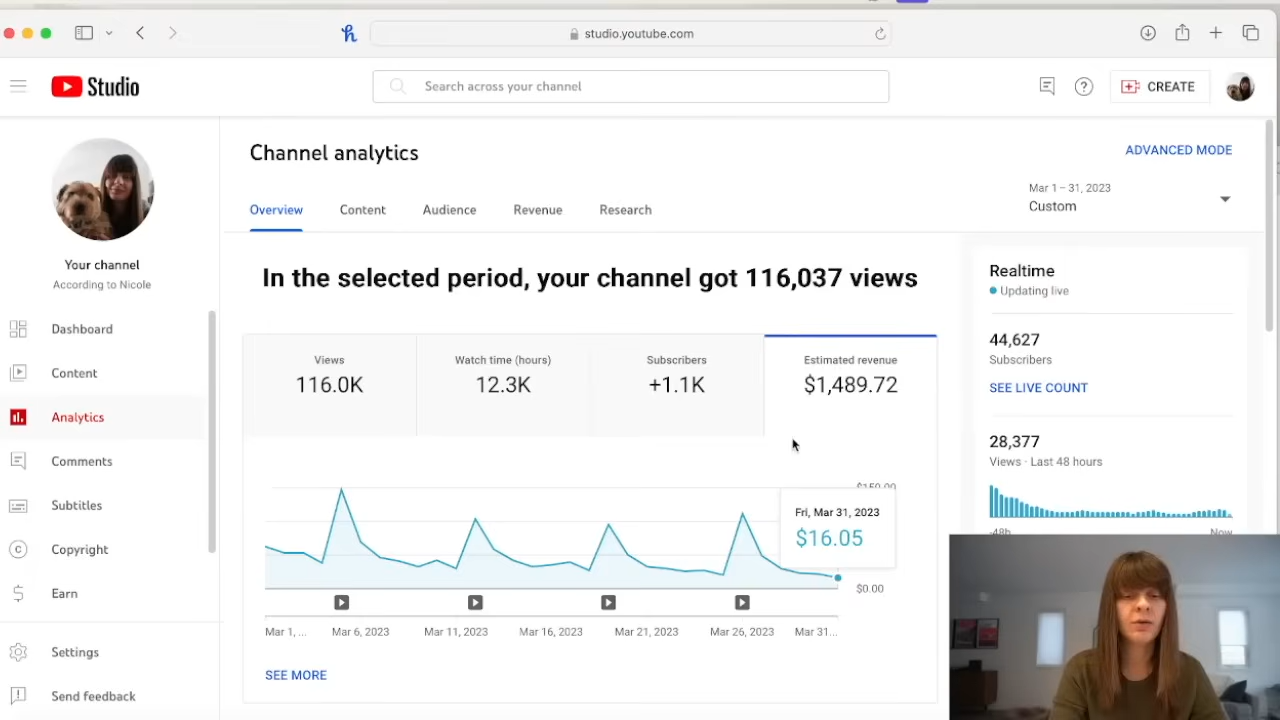 studio.youtube.com
Studio
Search across your channel
CREATE
Your channel
According to Nicole
Dashboard
Content
Analytics
Comments
Subtitles
Copyright
Earn
Settings
Send feedback
Channel analytics
ADVANCED MODE
Overview
Content
Audience
Revenue
Research
Mar 1 – 31, 2023
Custom
In the selected period, your channel got 116,037 views
Views
116.0K
Watch time (hours)
12.3K
Subscribers
+1.1K
Estimated revenue
$1,489.72
$150.00
Fri, Mar 31, 2023
$16.05
$0.00
Mar 1, ...
Mar 6, 2023
Mar 11, 2023
Mar 16, 2023
Mar 21, 2023
Mar 26, 2023
Mar 31...
SEE MORE
Realtime
Updating live
44,627
Subscribers
SEE LIVE COUNT
28,377
Views · Last 48 hours
-48h
Now